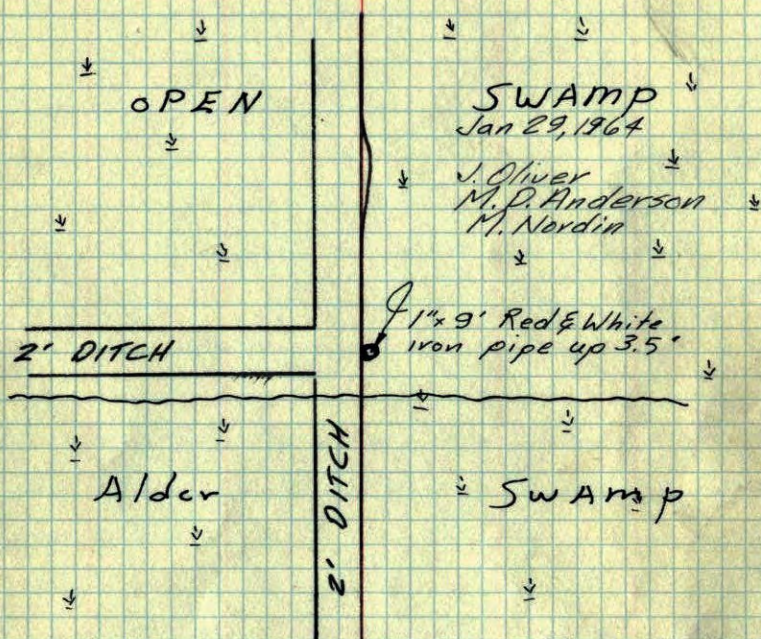 OPEN
SWAMP
Jan 29, 1964
J. Oliver
M. D. Anderson
M. Nordin
1"x 9' Red & White
iron pipe up 3.5'
2' DITCH
2' DITCH
Alder
Swamp